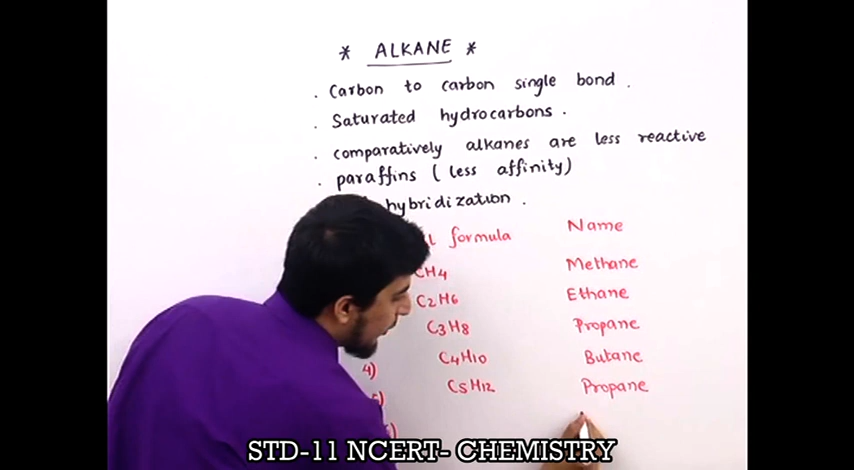 * ALKANE *
. Carbon to carbon single bond .
. Saturated hydrocarbons .
. comparatively alkanes are less reactive
. paraffins ( less affinity)
hybridization .
formula Name
CH4 Methane
C2H6 Ethane
C3H8 Propane
4) C4H10 Butane
C5H12 Propane
STD-11 NCERT- CHEMISTRY